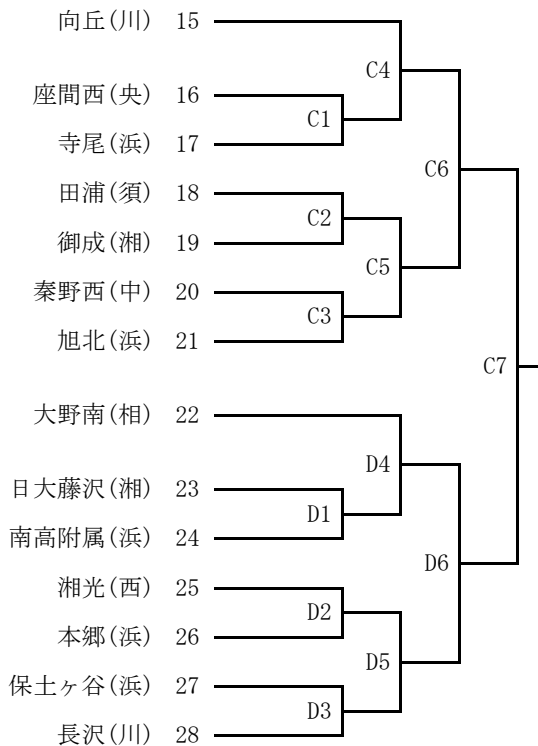 向丘(川) 15
C4
座間西(央) 16
C1
寺尾(浜) 17
C6
田浦(須) 18
C2
御成(湘) 19
C5
秦野西(中) 20
C3
旭北(浜) 21
C7
大野南(相) 22
D4
日大藤沢(湘) 23
D1
南高附属(浜) 24
D6
湘光(西) 25
D2
本郷(浜) 26
D5
保土ヶ谷(浜) 27
D3
長沢(川) 28